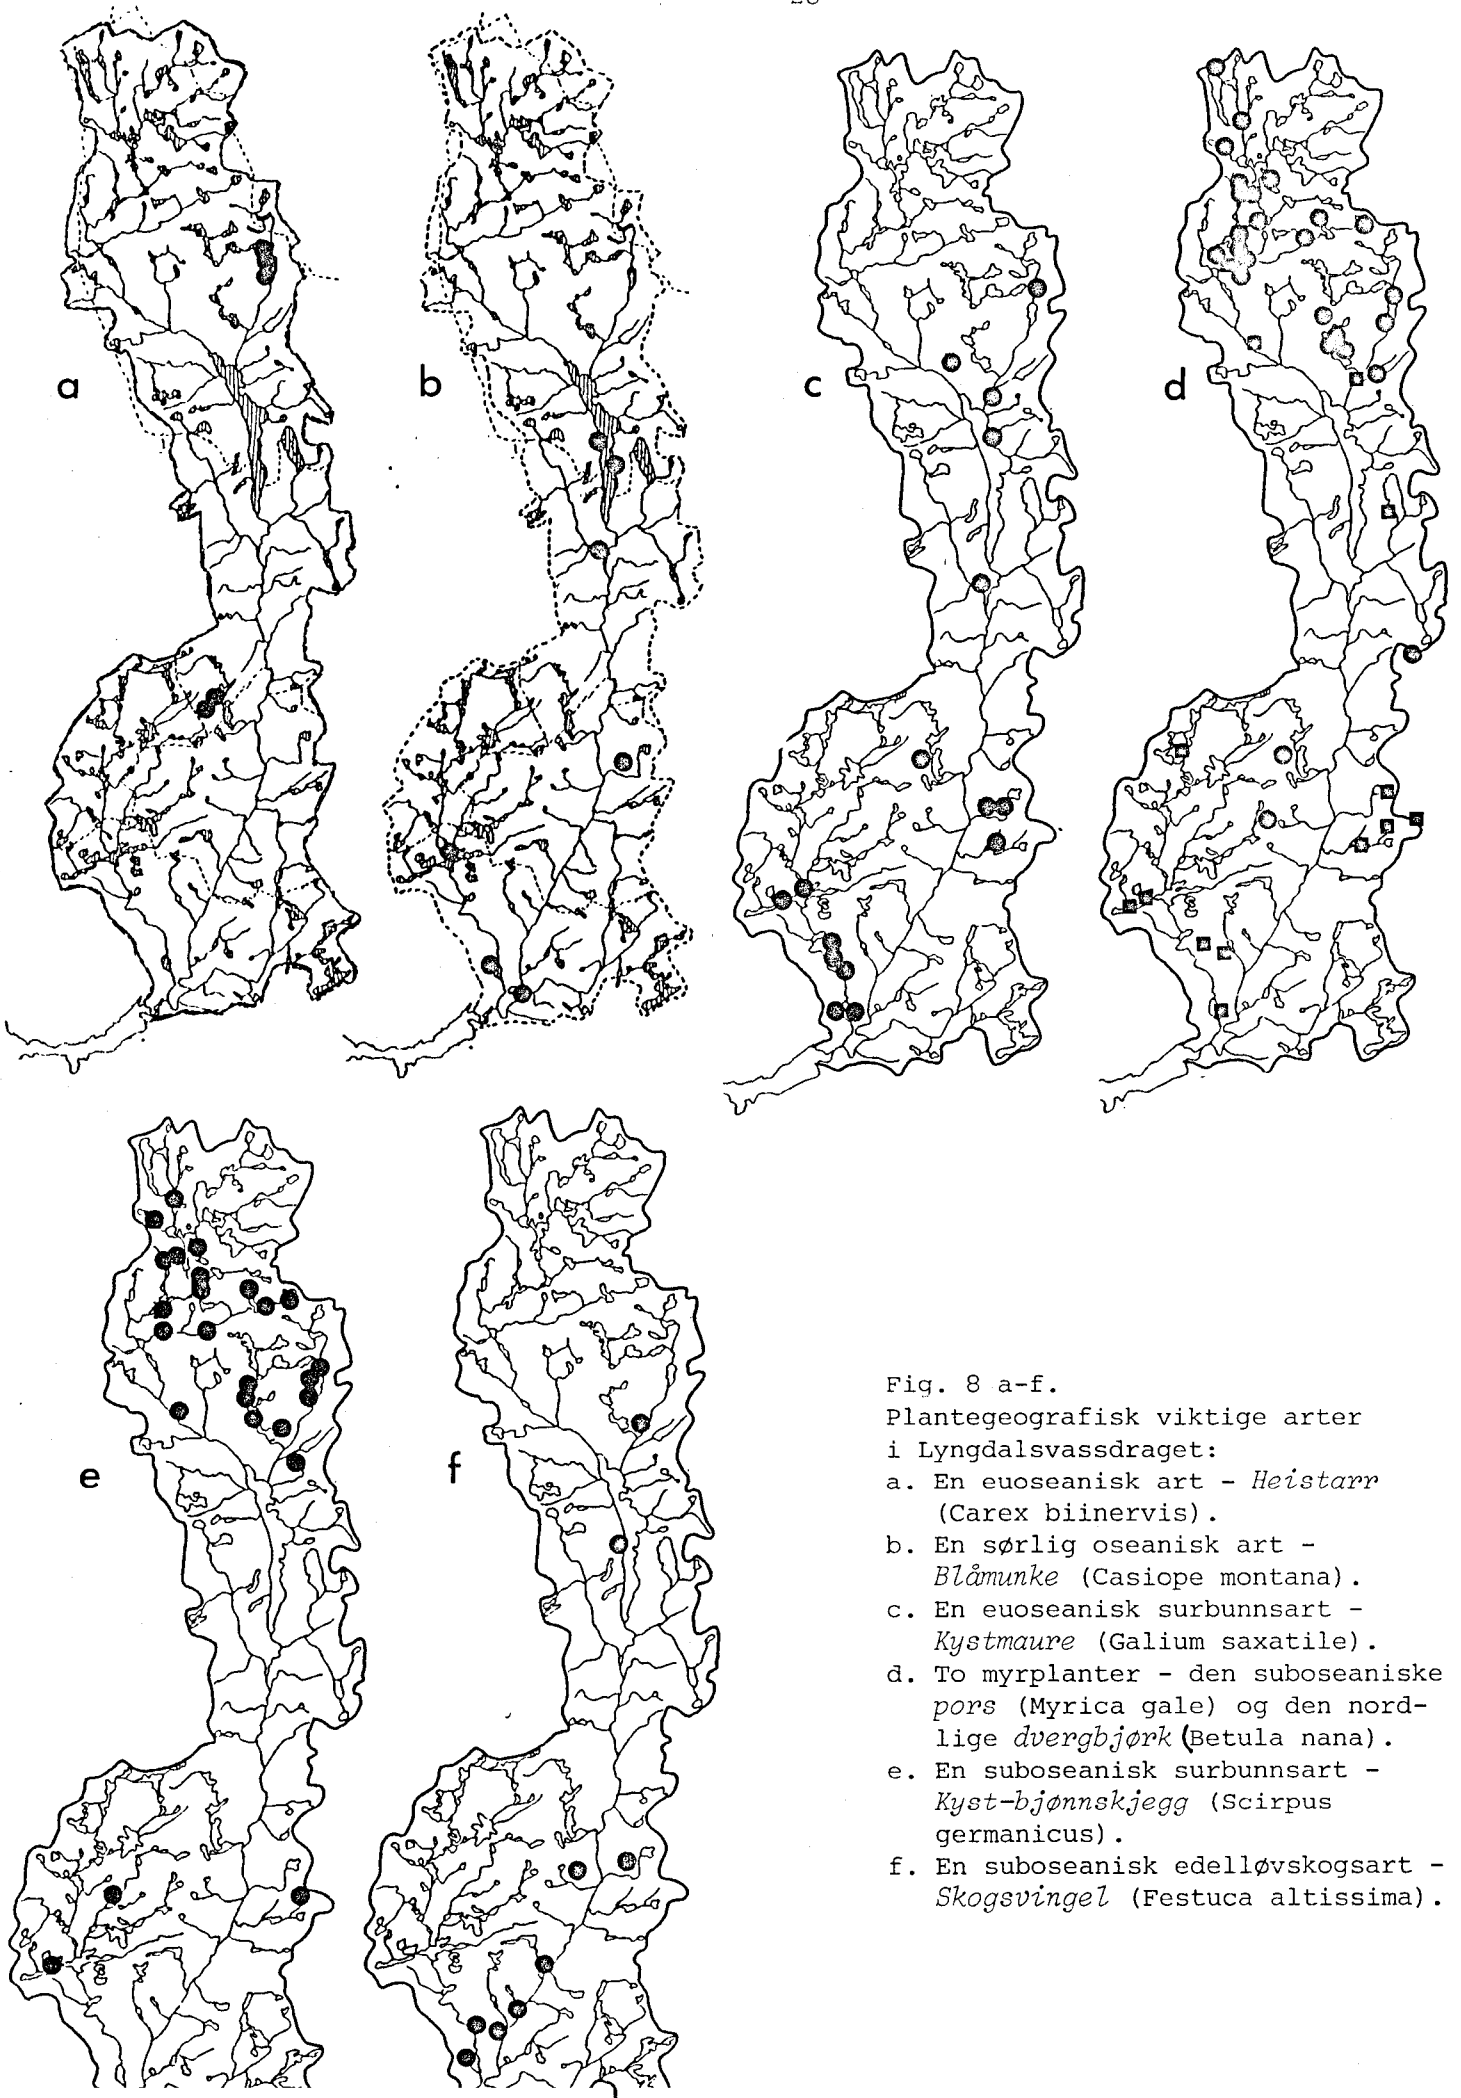 a
b
c
d
e
f
Fig. 8 a-f.
Plantegeografisk viktige arter
i Lyngdalsvassdraget:
a. En euoseanisk art - Heistarr
(Carex biinervis).
b. En sørlig oseanisk art -
Blåmunke (Casiope montana).
c. En euoseanisk surbunnsart -
Kystmaure (Galium saxatile).
d. To myrplanter - den suboseaniske
pors (Myrica gale) og den nord-
lige dvergbjørk (Betula nana).
e. En suboseanisk surbunnsart -
Kyst-bjønnskjegg (Scirpus
germanicus).
f. En suboseanisk edelløvskogsart -
Skogsvingel (Festuca altissima).